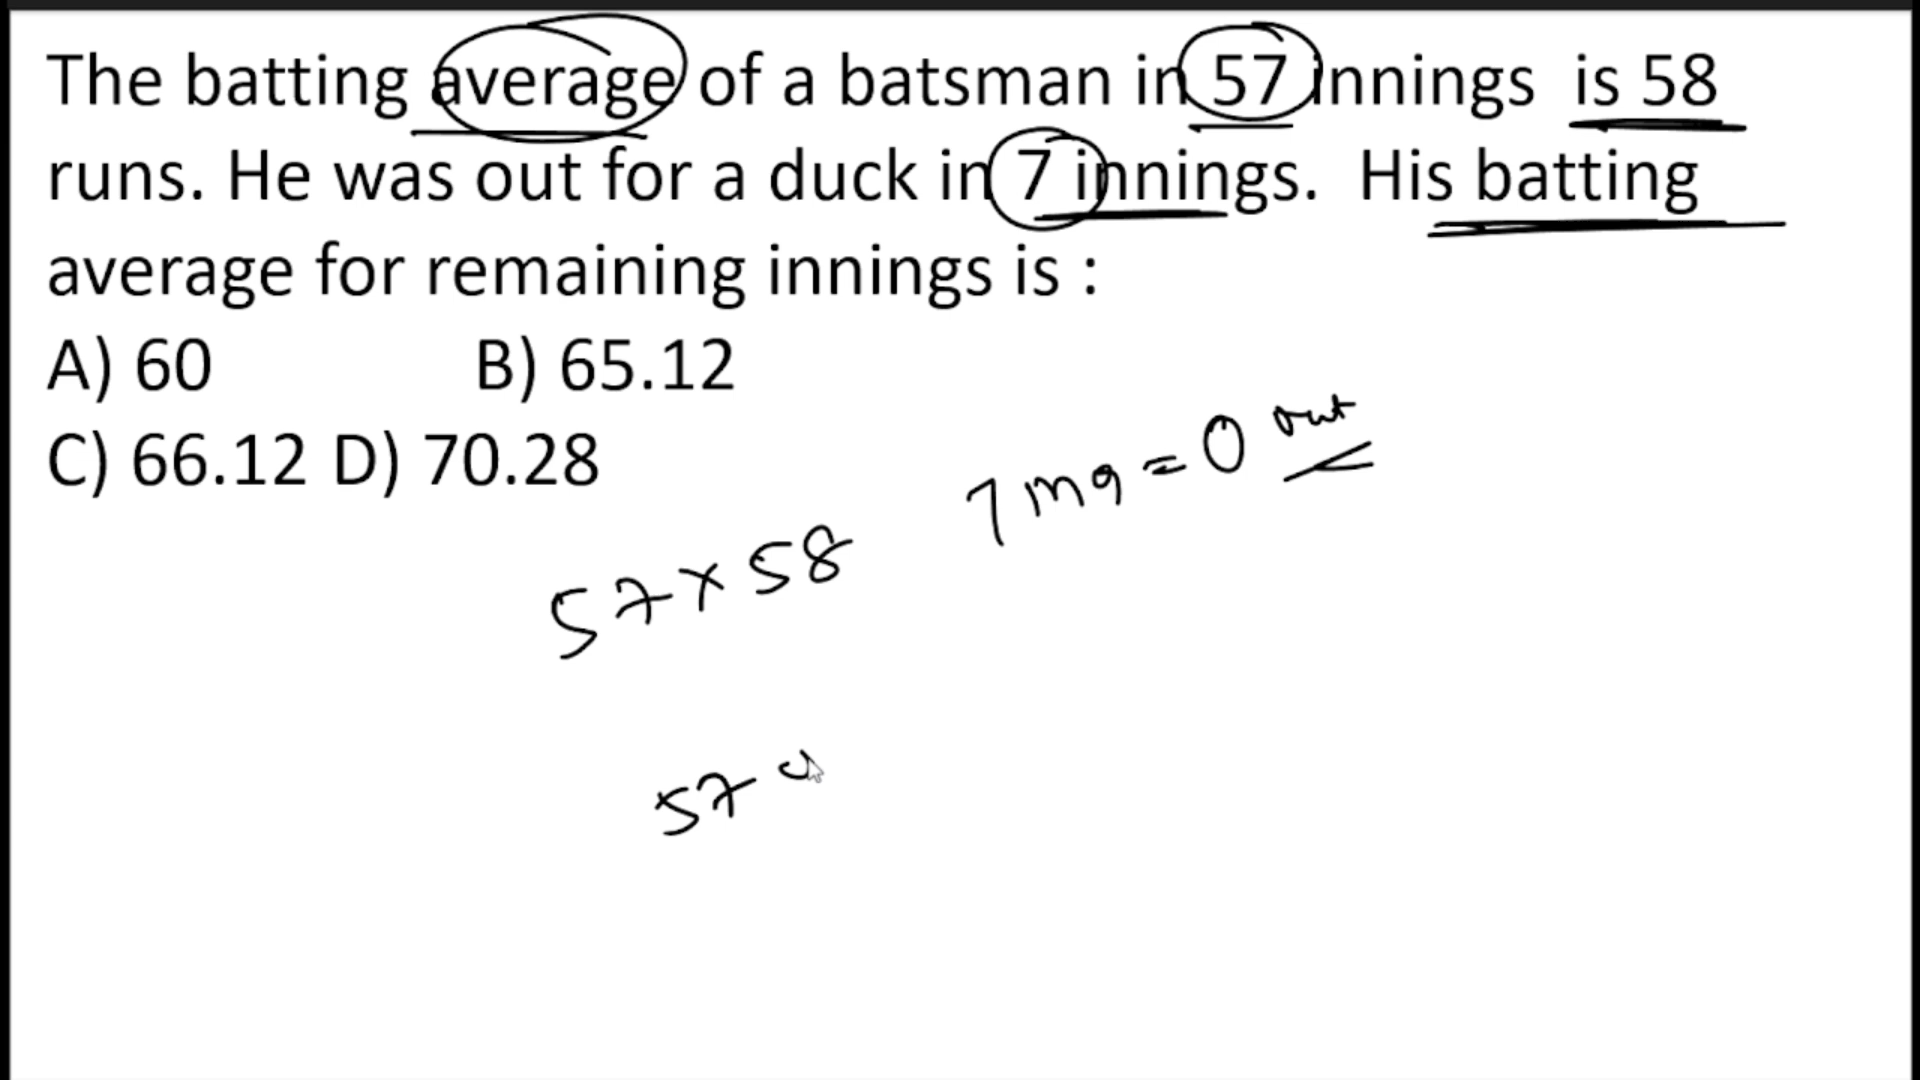 The batting average of a batsman in 57 innings is 58
runs. He was out for a duck in 7 innings. His batting
average for remaining innings is :
A) 60 B) 65.12
C) 66.12 D) 70.28
7 ing = 0 out
57 x 58
57